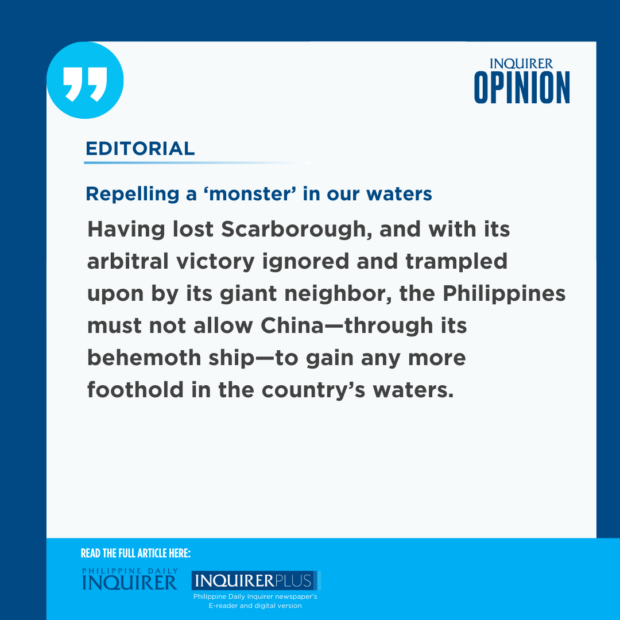 INQUIRER
OPINION
EDITORIAL
Repelling a ‘monster’ in our waters
Having lost Scarborough, and with its
arbitral victory ignored and trampled
upon by its giant neighbor, the Philippines
must not allow China—through its
behemoth ship—to gain any more
foothold in the country’s waters.
READ THE FULL ARTICLE HERE:
PHILIPPINE DAILY
INQUIRER
INQUIRERPLUS
Philippine Daily Inquirer newspaper's
E-reader and digital version